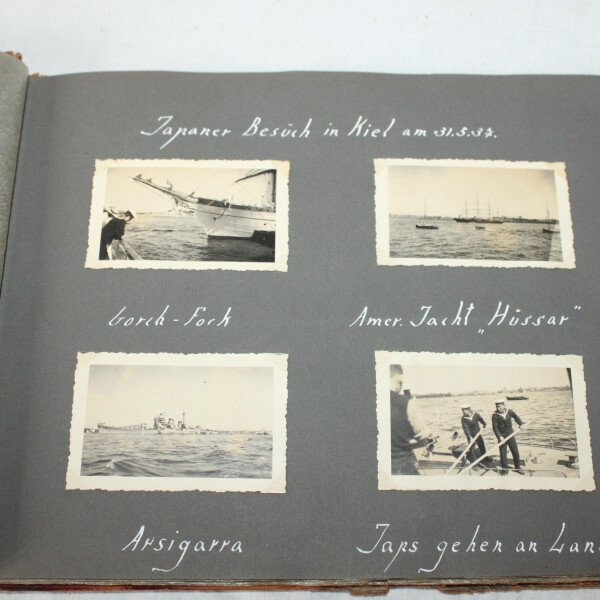 Japaner Besuch in Kiel am 31.5.37.
Gorch-Fock
Amer. Jacht „Hussar"
Arsigarra
Japs gehen an Lan